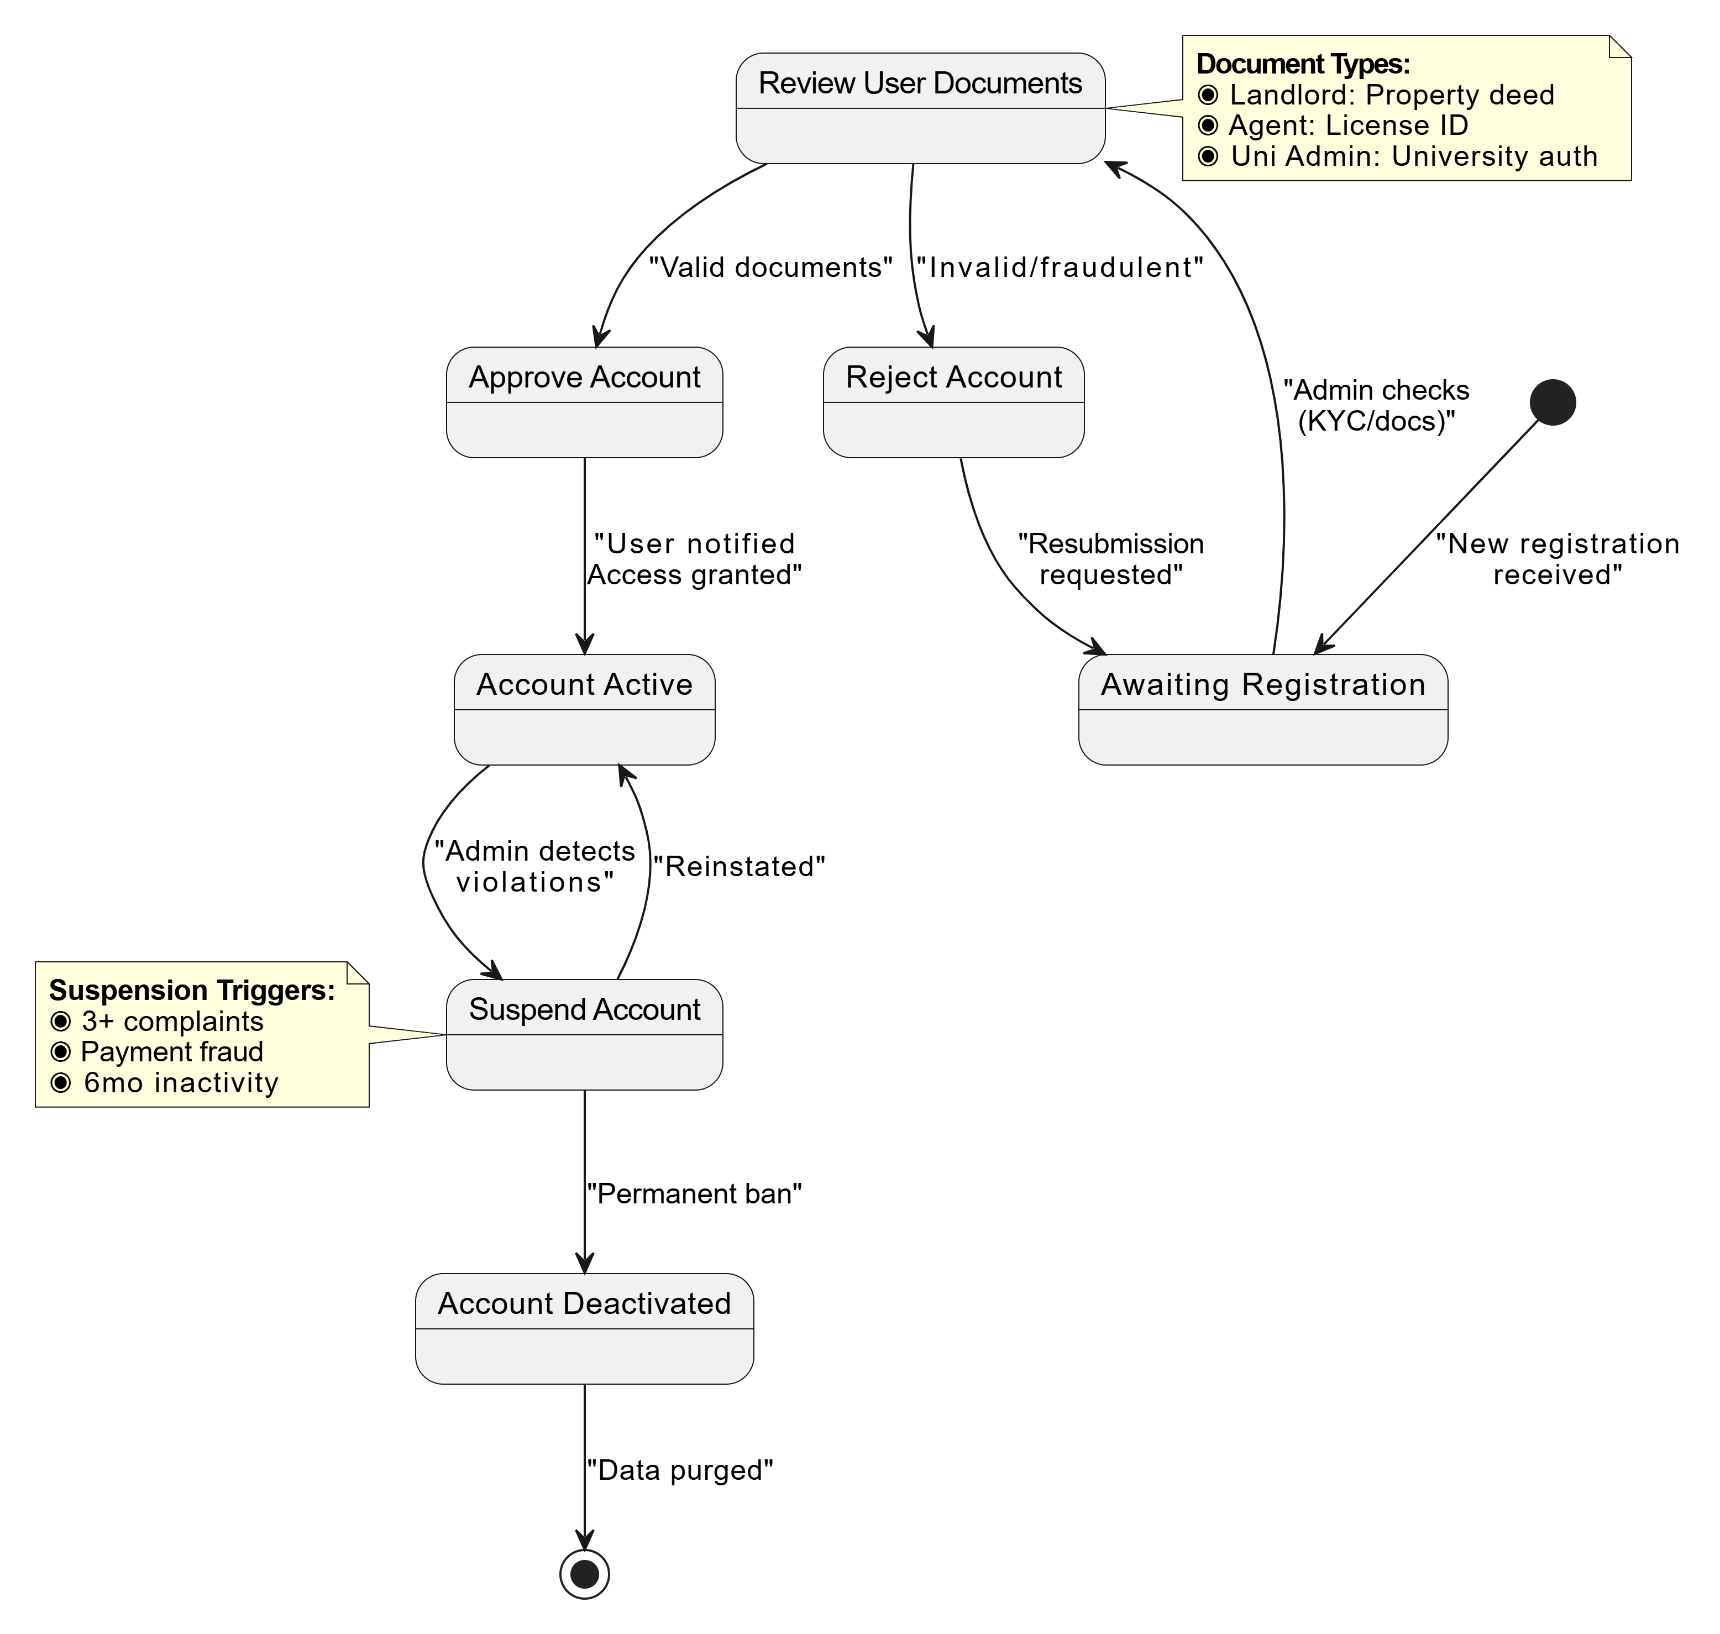 Review User Documents
Document Types:
◉ Landlord: Property deed
◉ Agent: License ID
◉ Uni Admin: University auth
"Valid documents"
"Invalid/fraudulent"
Approve Account
Reject Account
"Admin checks
(KYC/docs)"
"User notified
Access granted"
"Resubmission
requested"
"New registration
received"
Account Active
Awaiting Registration
"Admin detects
violations"
"Reinstated"
Suspension Triggers:
◉ 3+ complaints
◉ Payment fraud
◉ 6mo inactivity
Suspend Account
"Permanent ban"
Account Deactivated
"Data purged"